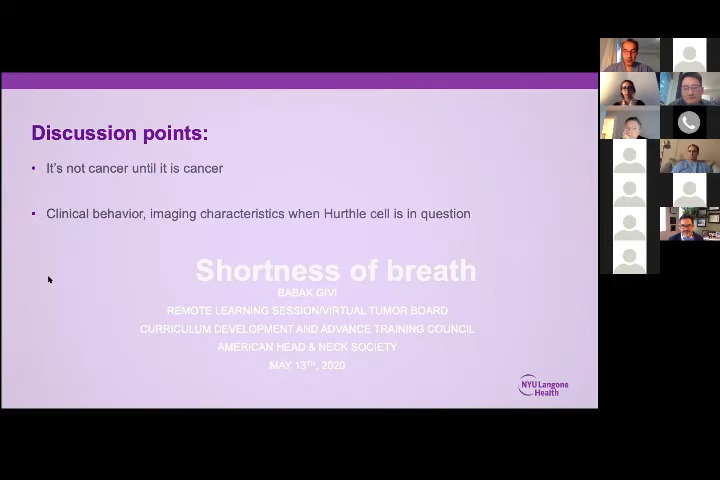 Discussion points:
• It's not cancer until it is cancer
• Clinical behavior, imaging characteristics when Hurthle cell is in question
Shortness of breath
BABAK GIVI
REMOTE LEARNING SESSION/VIRTUAL TUMOR BOARD
CURRICULUM DEVELOPMENT AND ADVANCE TRAINING COUNCIL
AMERICAN HEAD & NECK SOCIETY
MAY 13TH, 2020
NYU Langone
Health